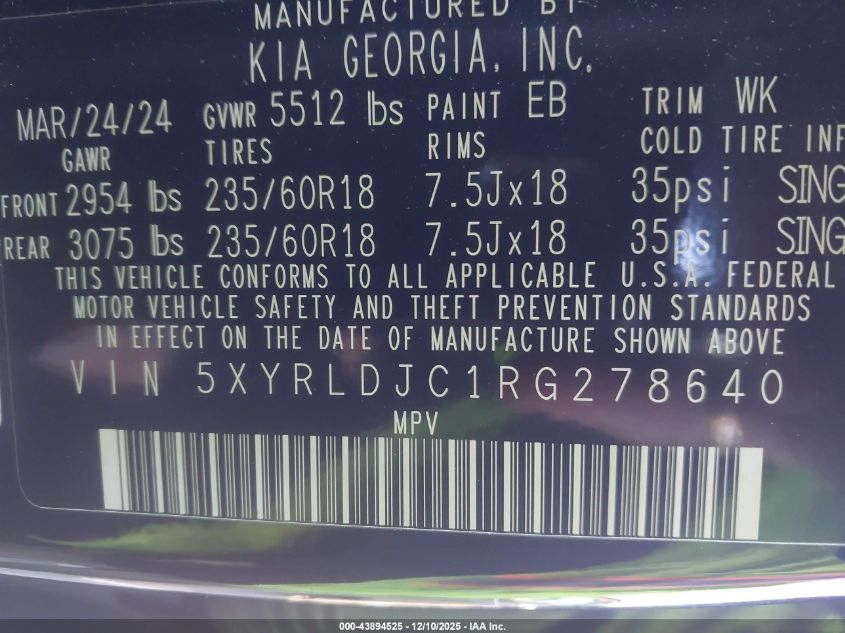 MANUFACTURED BY
KIA GEORGIA, INC.
MAR/24/24 GVWR 5512 lbs PAINT EB TRIM WK
GAWR TIRES RIMS COLD TIRE INF
FRONT 2954 lbs 235/60R18 7.5Jx18 35psi SING
REAR 3075 lbs 235/60R18 7.5Jx18 35psi SING
THIS VEHICLE CONFORMS TO ALL APPLICABLE U.S.A. FEDERAL
MOTOR VEHICLE SAFETY AND THEFT PREVENTION STANDARDS
IN EFFECT ON THE DATE OF MANUFACTURE SHOWN ABOVE
VIN 5XYRLDJC1RG278640
MPV
000-43894525 - 12/10/2025 - IAA Inc.